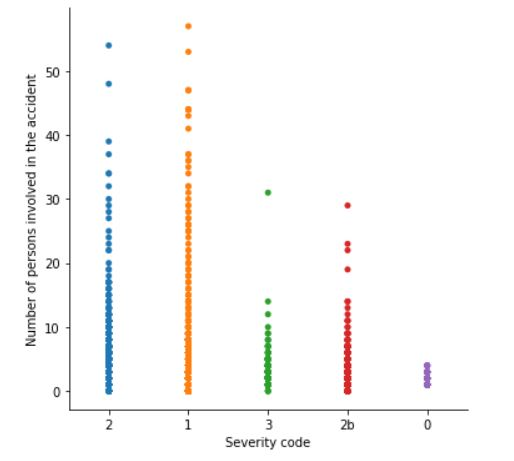 Number of persons involved in the accident
50
40
30
20
10
0
2 1 3 2b 0
Severity code